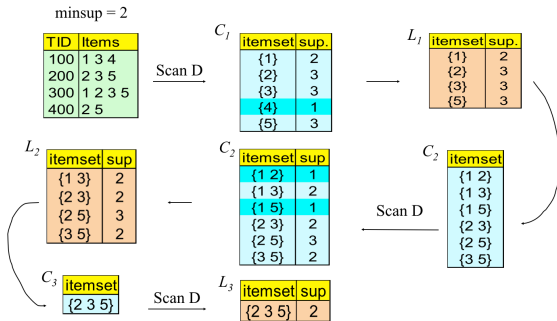 minsup = 2
TID Items
100 1 3 4
200 2 3 5
300 1 2 3 5
400 2 5
Scan D
C1
itemset sup.
{1} 2
{2} 3
{3} 3
{4} 1
{5} 3
L1
itemset sup.
{1} 2
{2} 3
{3} 3
{5} 3
C2
itemset
{1 2}
{1 3}
{1 5}
{2 3}
{2 5}
{3 5}
Scan D
C2
itemset sup
{1 2} 1
{1 3} 2
{1 5} 1
{2 3} 2
{2 5} 3
{3 5} 2
L2
itemset sup
{1 3} 2
{2 3} 2
{2 5} 3
{3 5} 2
C3
itemset
{2 3 5}
Scan D
L3
itemset sup
{2 3 5} 2